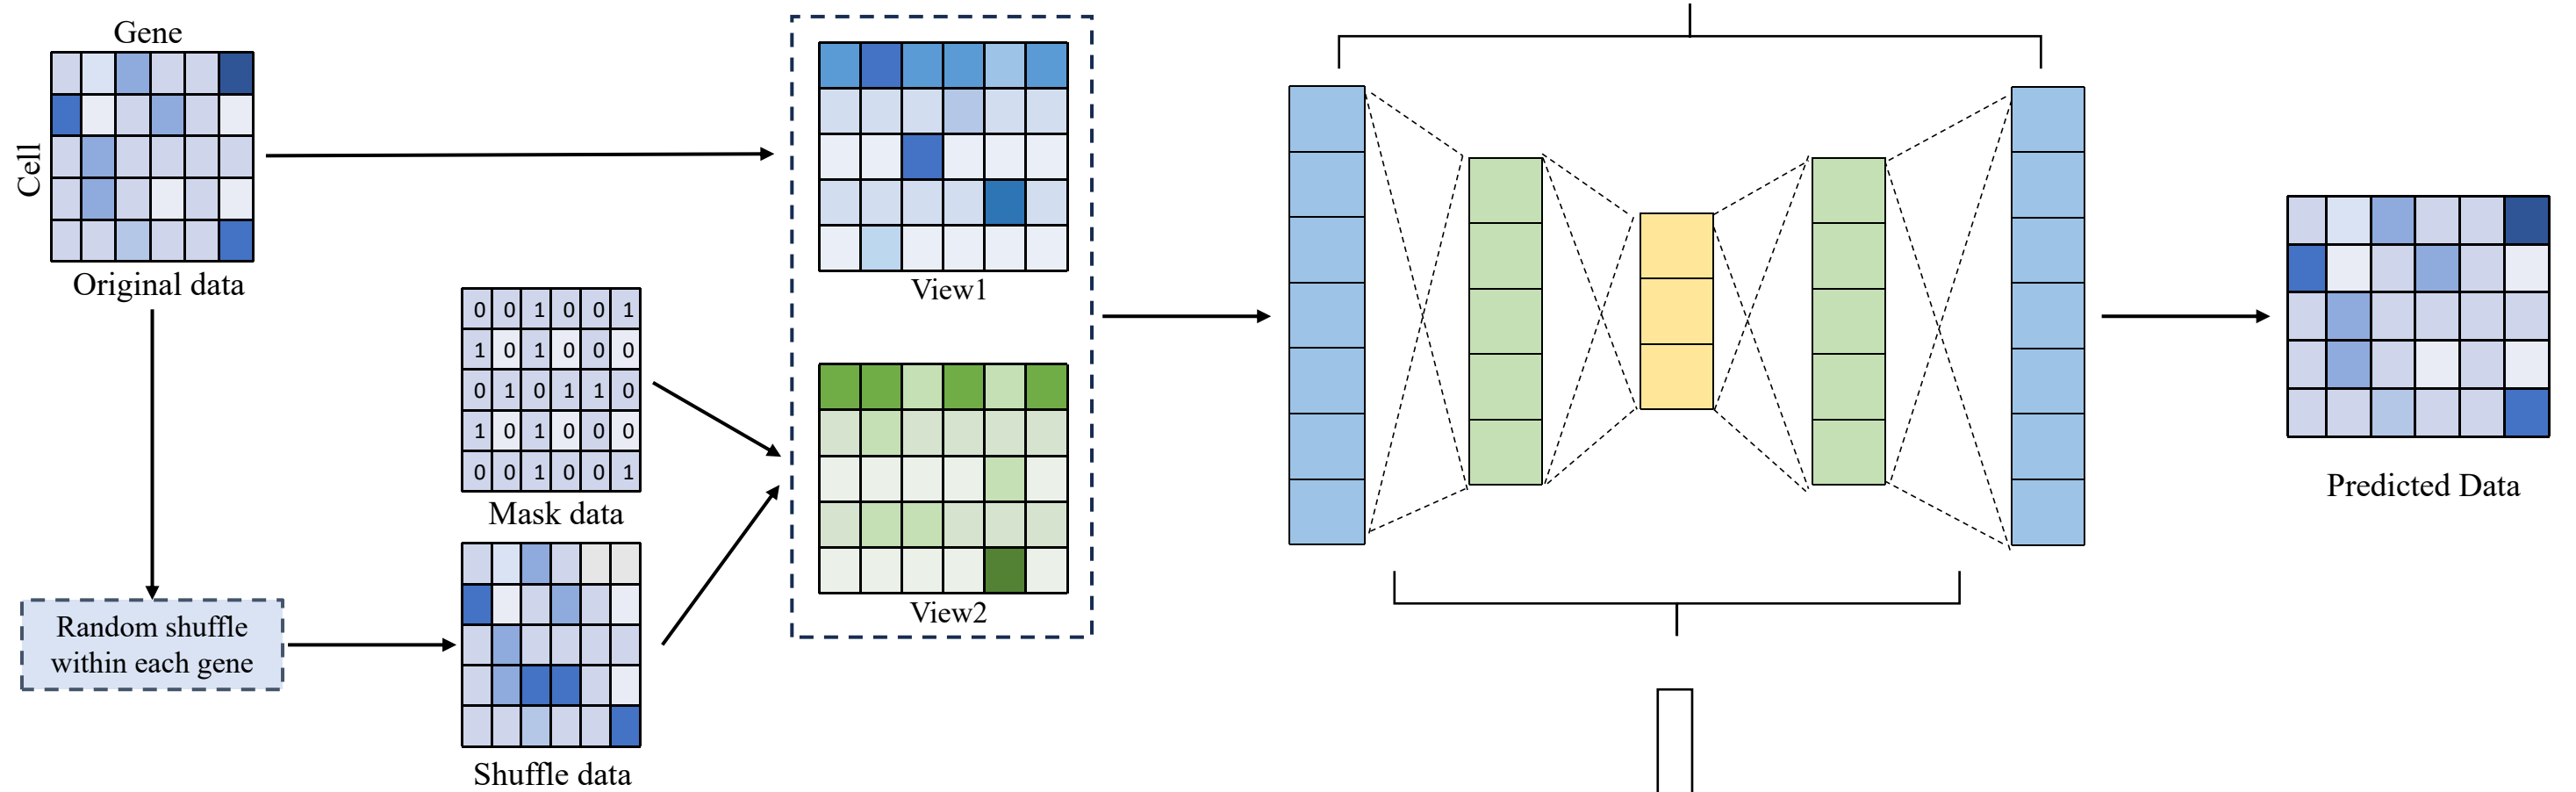 Gene
Cell
Original data
0 0 1 0 0 1
1 0 1 0 0 0
0 1 0 1 1 0
1 0 1 0 0 0
0 0 1 0 0 1
Mask data
Random shuffle
within each gene
Shuffle data
View1
View2
Predicted Data